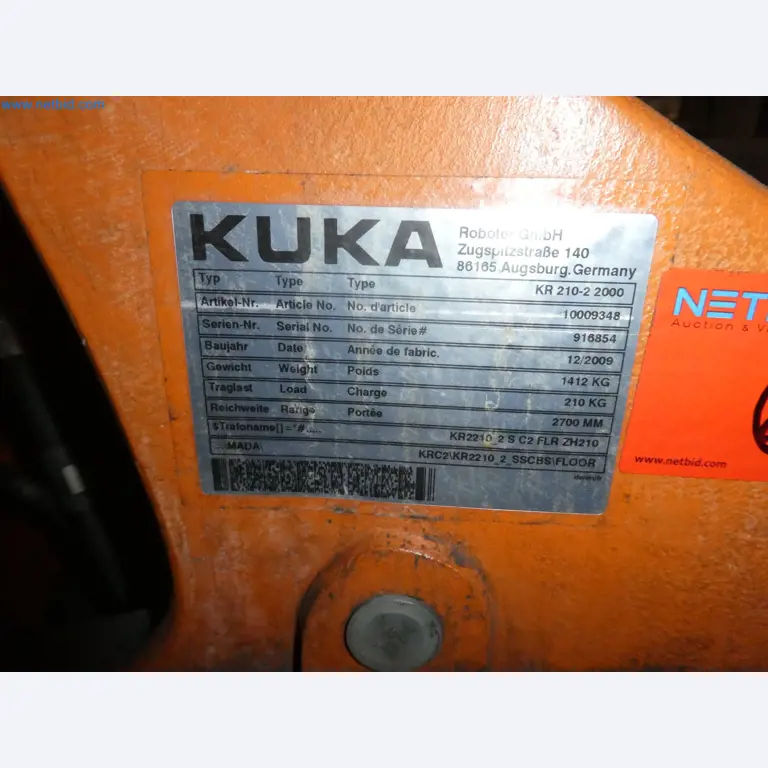 www.netbid.com
KUKA
Roboter GmbH
Zugspitzstraße 140
86165 Augsburg, Germany
Typ Type Type KR 210-2 2000
Artikel-Nr. Article No. No. d'article 10009348
Serien-Nr. Serial No. No. de Série# 916854
Baujahr Date Année de fabric. 12/2009
Gewicht Weight Poids 1412 KG
Traglast Load Charge 210 KG
Reichweite Range Portée 2700 MM
$Trafoname[]="#..... KR2210_2 S C2 FLR ZH210
...MADA\ KRC2\KR2210_2_SSCBS\FLOOR
NET
Auction & V
www.netbid.com